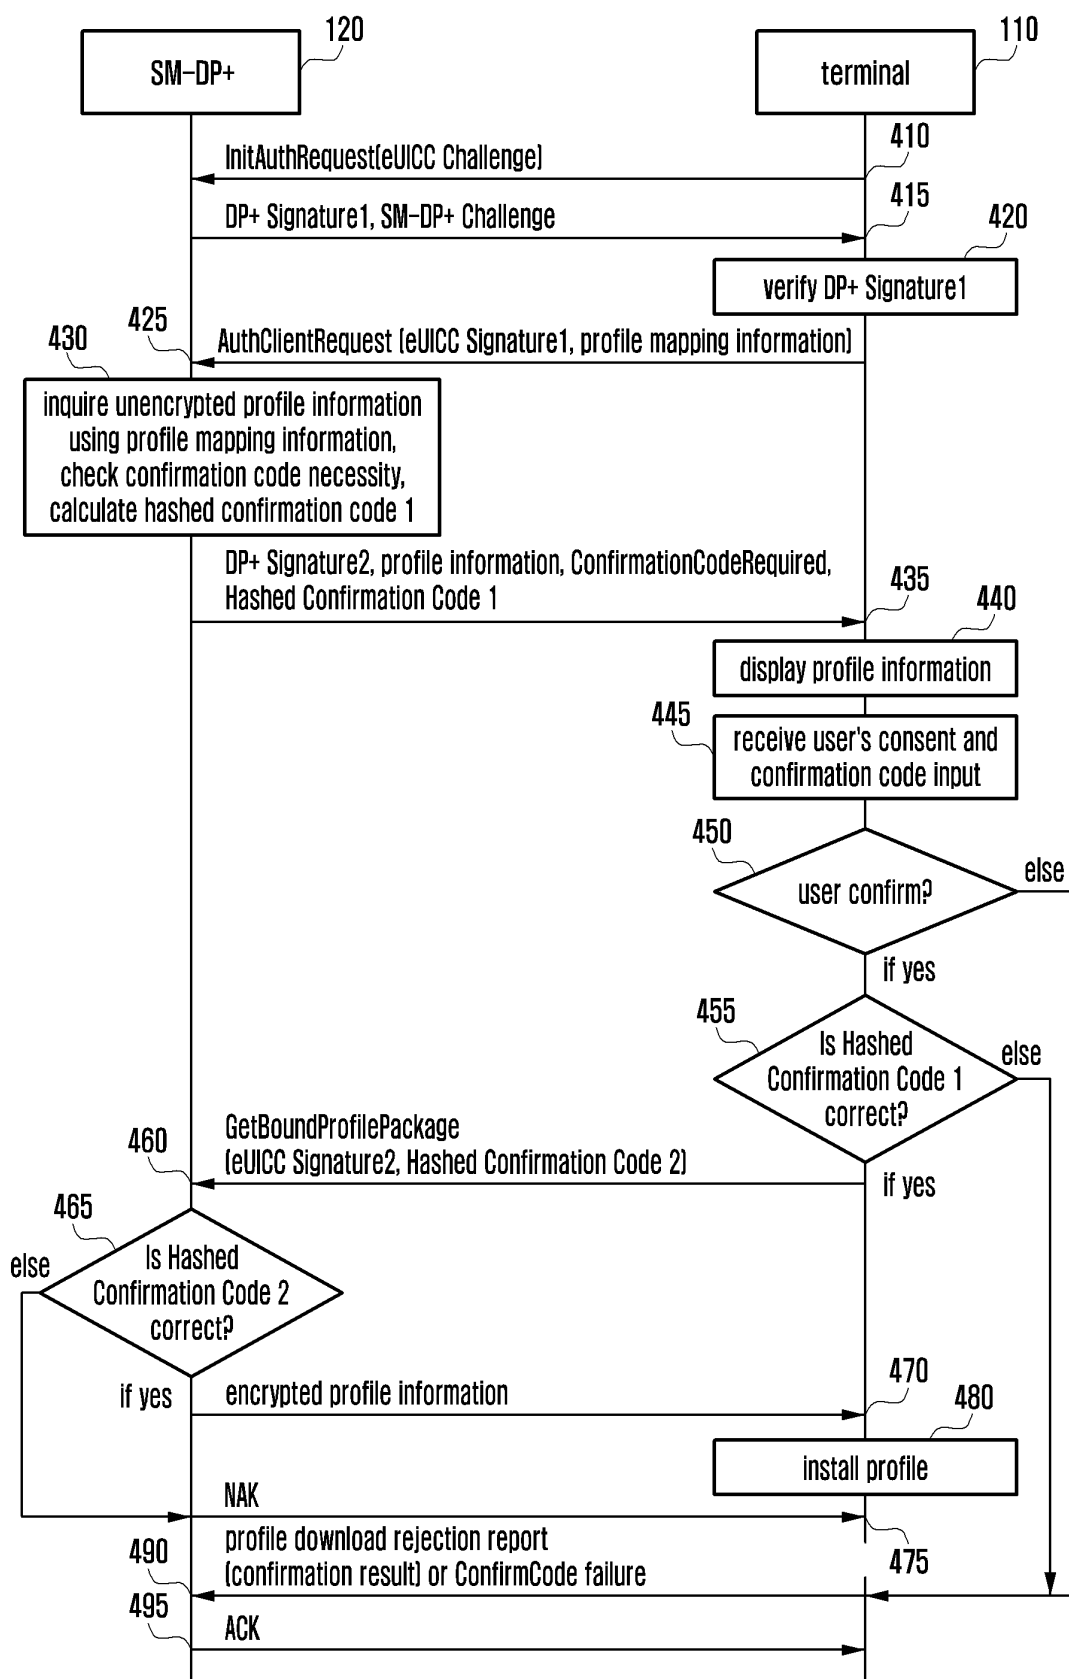 120
110
SM-DP+
terminal
410
InitAuthRequest(eUICC Challenge)
415
DP+ Signature1, SM-DP+ Challenge
420
verify DP+ Signature1
425
430
AuthClientRequest (eUICC Signature1, profile mapping information)
inquire unencrypted profile information
using profile mapping information,
check confirmation code necessity,
calculate hashed confirmation code 1
DP+ Signature2, profile information, ConfirmationCodeRequired,
Hashed Confirmation Code 1
435
440
display profile information
445
receive user's consent and
confirmation code input
450
user confirm?
else
if yes
455
Is Hashed
Confirmation Code 1
correct?
else
GetBoundProfilePackage
(eUICC Signature2, Hashed Confirmation Code 2)
460
if yes
465
Is Hashed
Confirmation Code 2
correct?
else
if yes
encrypted profile information
470
480
install profile
NAK
475
profile download rejection report
(confirmation result) or ConfirmCode failure
490
495
ACK